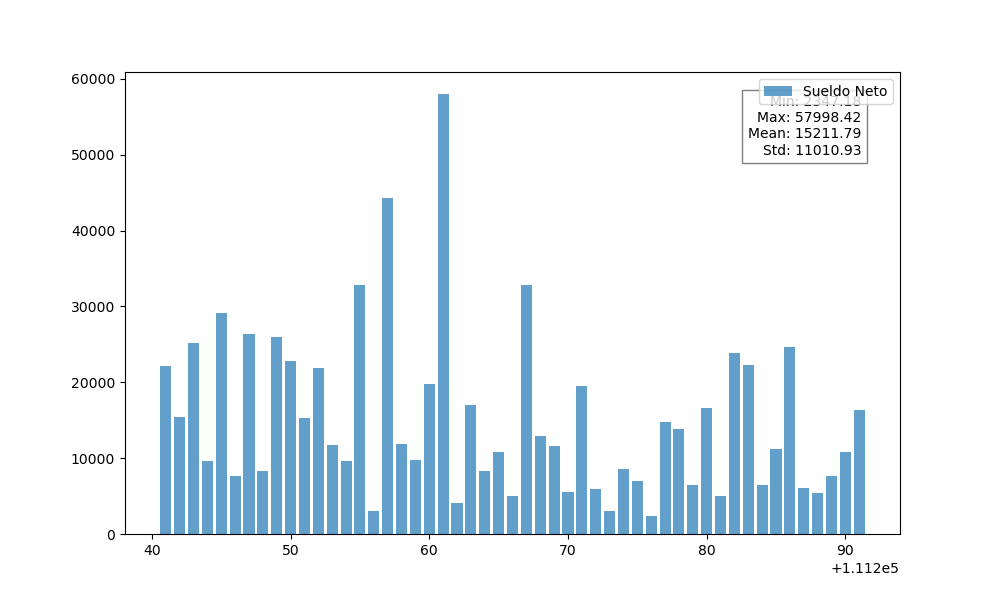 60000
50000
40000
30000
20000
10000
0
Sueldo Neto
Min: 2347.18
Max: 57998.42
Mean: 15211.79
Std: 11010.93
40 50 60 70 80 90
+1.112e5